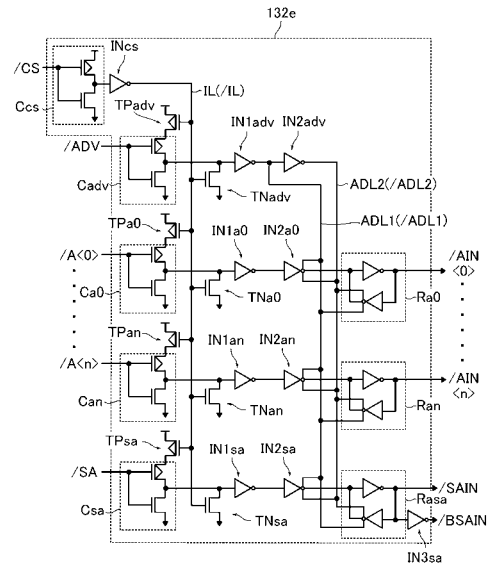 132e
INcs
/CS
Ccs
IL(/IL)
TPadv
IN1adv
IN2adv
/ADV
Cadv
TNadv
ADL2(/ADL2)
ADL1(/ADL1)
TPa0
IN1a0
IN2a0
/A<0>
Ca0
TNa0
/AIN
<0>
Ra0
TPan
IN1an
IN2an
/A<n>
Can
TNan
/AIN
<n>
Ran
TPsa
IN1sa
IN2sa
/SA
Csa
TNsa
/SAIN
Rasa
/BSAIN
IN3sa